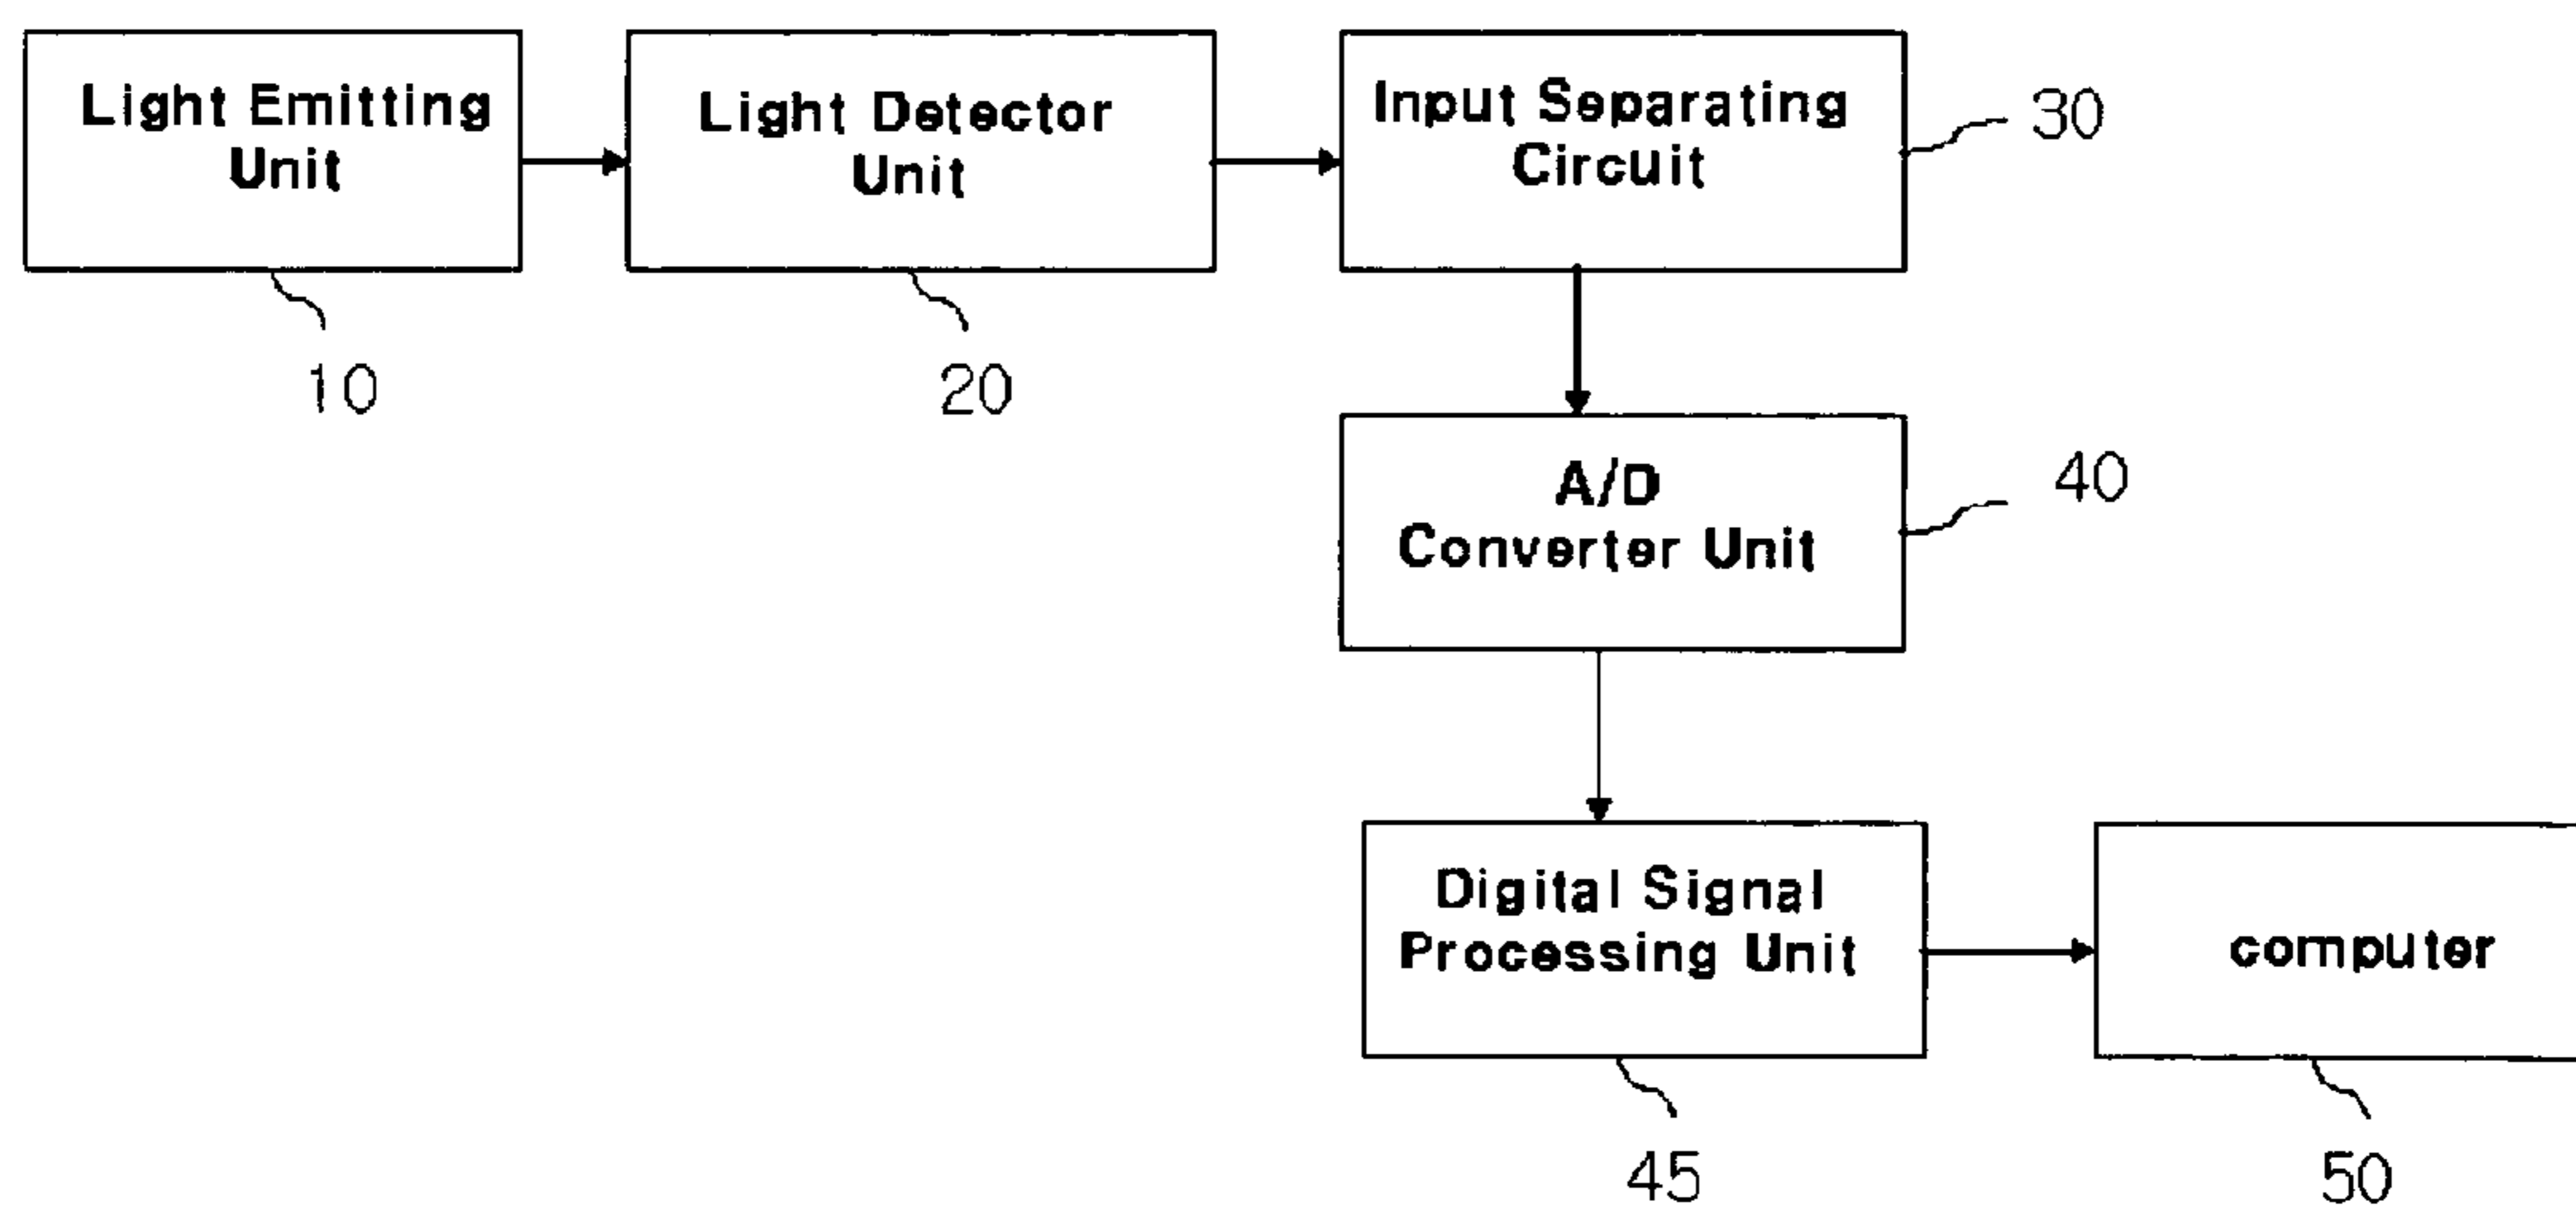 Light Emitting
Unit
10
Light Detector
Unit
20
Input Separating
Circuit
30
A/D
Converter Unit
40
Digital Signal
Processing Unit
45
computer
50